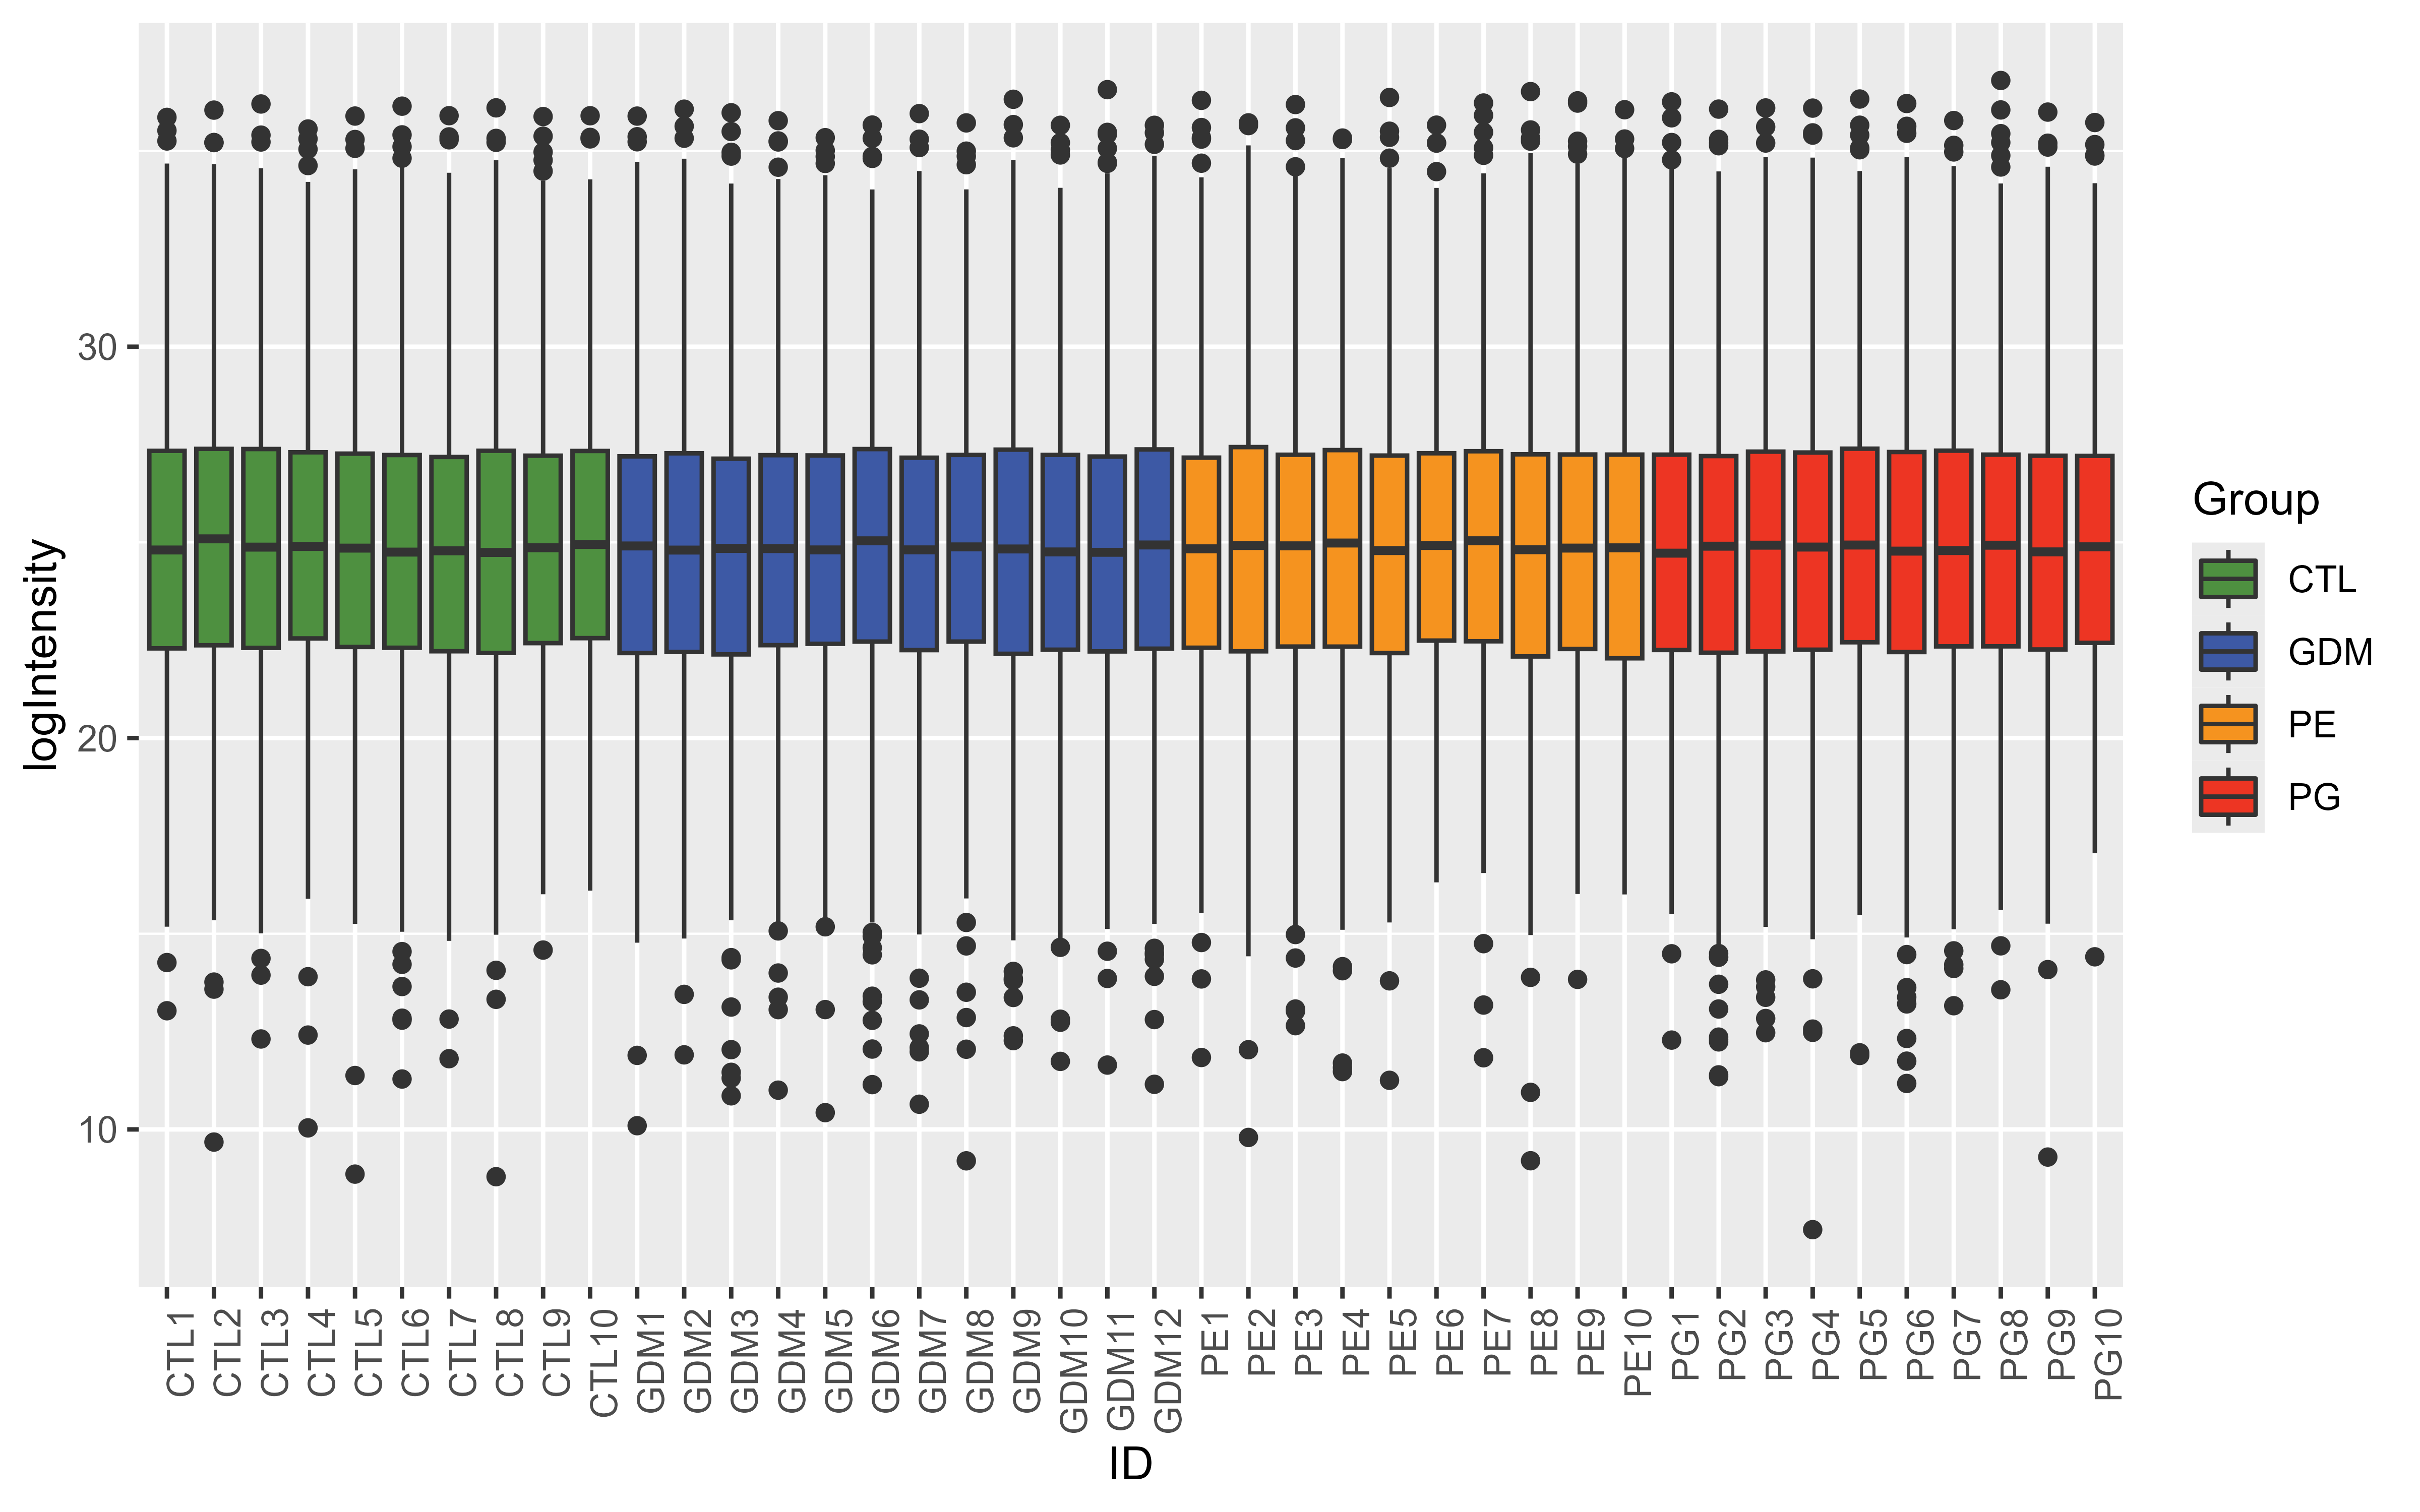 logIntensity
30
20
10
CTL1
CTL2
CTL3
CTL4
CTL5
CTL6
CTL7
CTL8
CTL9
CTL10
GDM1
GDM2
GDM3
GDM4
GDM5
GDM6
GDM7
GDM8
GDM9
GDM10
GDM11
GDM12
PE1
PE2
PE3
PE4
PE5
PE6
PE7
PE8
PE9
PE10
PG1
PG2
PG3
PG4
PG5
PG6
PG7
PG8
PG9
PG10
ID
Group
CTL
GDM
PE
PG